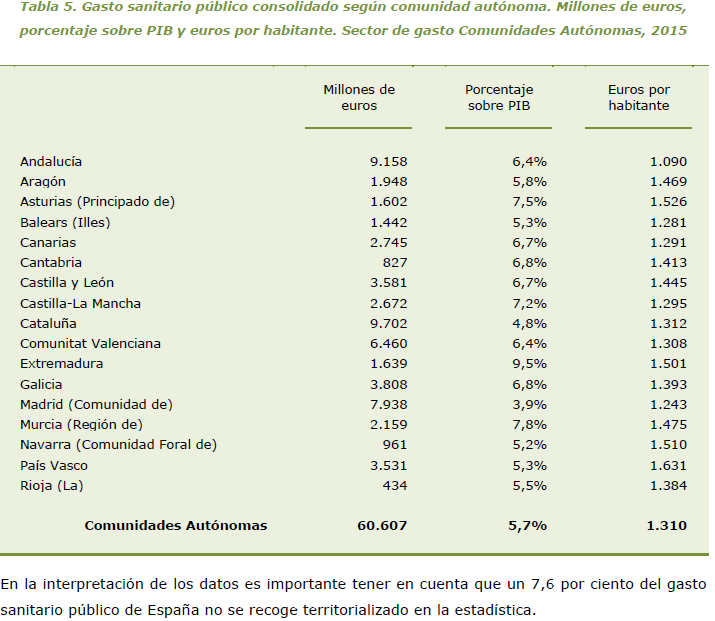 Tabla 5. Gasto sanitario público consolidado según comunidad autónoma. Millones de euros,
porcentaje sobre PIB y euros por habitante. Sector de gasto Comunidades Autónomas, 2015
Millones de euros Porcentaje sobre PIB Euros por habitante
Andalucía 9.158 6,4% 1.090
Aragón 1.948 5,8% 1.469
Asturias (Principado de) 1.602 7,5% 1.526
Balears (Illes) 1.442 5,3% 1.281
Canarias 2.745 6,7% 1.291
Cantabria 827 6,8% 1.413
Castilla y León 3.581 6,7% 1.445
Castilla-La Mancha 2.672 7,2% 1.295
Cataluña 9.702 4,8% 1.312
Comunitat Valenciana 6.460 6,4% 1.308
Extremadura 1.639 9,5% 1.501
Galicia 3.808 6,8% 1.393
Madrid (Comunidad de) 7.938 3,9% 1.243
Murcia (Región de) 2.159 7,8% 1.475
Navarra (Comunidad Foral de) 961 5,2% 1.510
País Vasco 3.531 5,3% 1.631
Rioja (La) 434 5,5% 1.384
Comunidades Autónomas 60.607 5,7% 1.310
En la interpretación de los datos es importante tener en cuenta que un 7,6 por ciento del gasto
sanitario público de España no se recoge territorializado en la estadística.